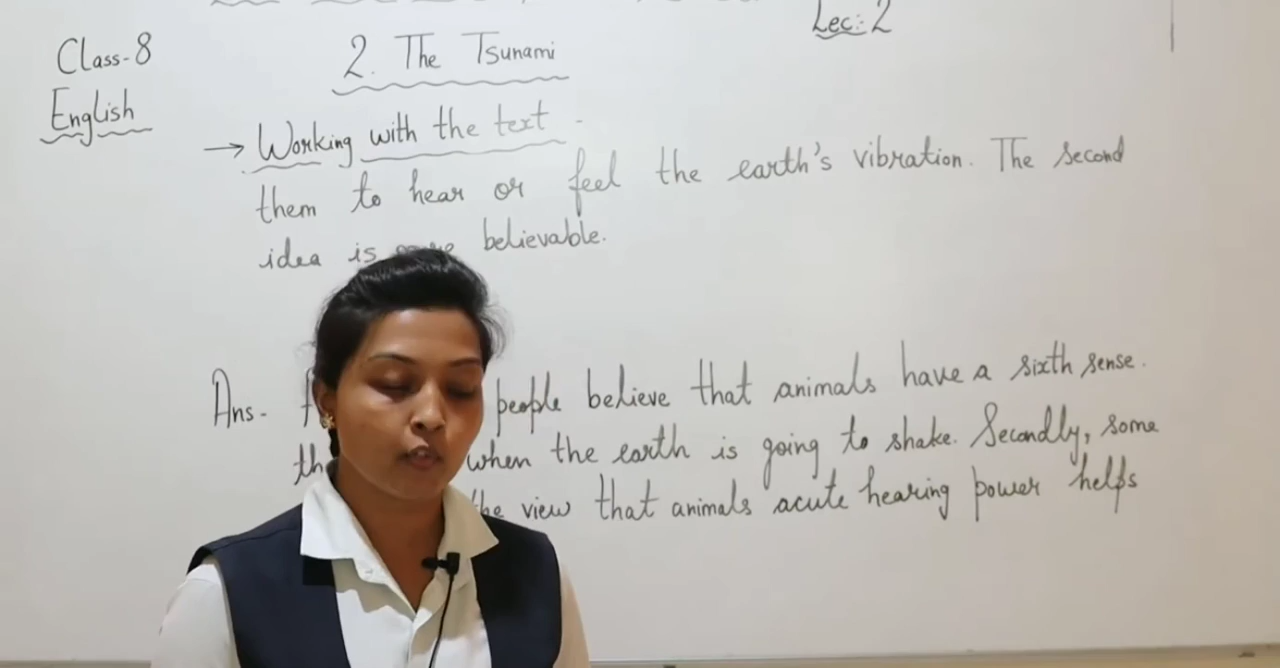 Lec:- 2
Class-8
English
2. The Tsunami
→ Working with the text -
them to hear or feel the earth's vibration. The second
idea is more believable.
Ans- people believe that animals have a sixth sense.
when the earth is going to shake. Secondly, some
the view that animals acute hearing power helps